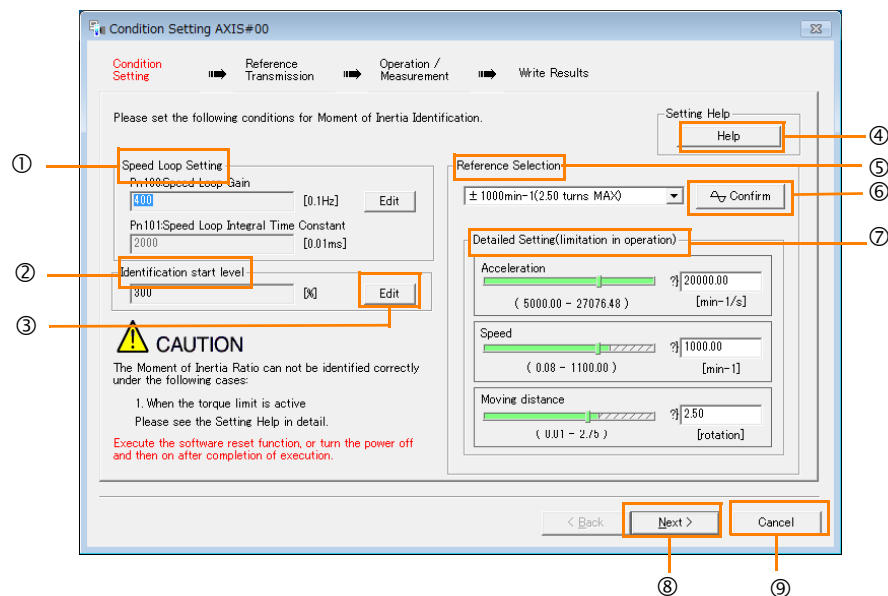 Condition Setting AXIS#00
Condition
Setting
Reference
Transmission
Operation /
Measurement
Write Results
Please set the following conditions for Moment of Inertia Identification.
Setting Help
Help
④
①
Speed Loop Setting
Pn100:Speed Loop Gain
400
[0.1Hz]
Edit
Pn101:Speed Loop Integral Time Constant
2000
[0.01ms]
②
Identification start level
300
[%]
Edit
③
CAUTION
The Moment of Inertia Ratio can not be identified correctly
under the following cases:
1. When the torque limit is active
Please see the Setting Help in detail.
Execute the software reset function, or turn the power off
and then on after completion of execution.
Reference Selection
⑤
± 1000min-1(2.50 turns MAX)
Confirm
⑥
Detailed Setting(limitation in operation)
⑦
Acceleration
?} 20000.00
( 5000.00 - 27076.48 )
[min-1/s]
Speed
?} 1000.00
( 0.08 - 1100.00 )
[min-1]
Moving distance
?} 2.50
( 0.01 - 2.75 )
[rotation]
< Back
Next >
Cancel
⑧
⑨